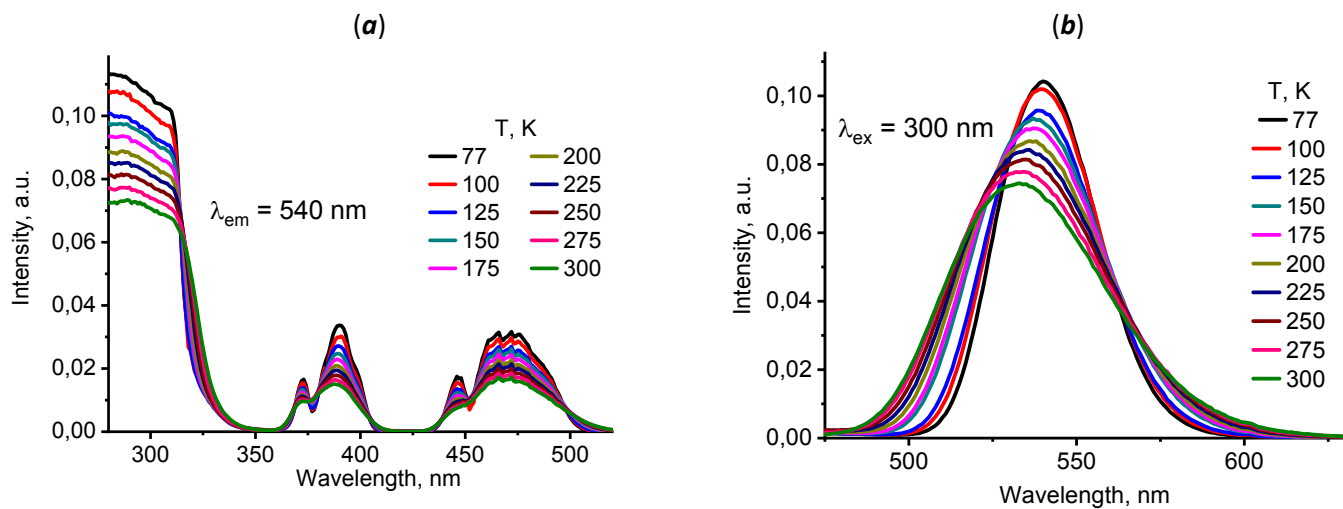 (a)
T, K
77 200
100 225
125 250
150 275
175 300
λem = 540 nm
Intensity, a.u.
0,10
0,08
0,06
0,04
0,02
0,00
300 350 400 450 500
Wavelength, nm
(b)
T, K
77
100
125
150
175
200
225
250
275
300
λex = 300 nm
Intensity, a.u.
0,10
0,08
0,06
0,04
0,02
0,00
500 550 600
Wavelength, nm